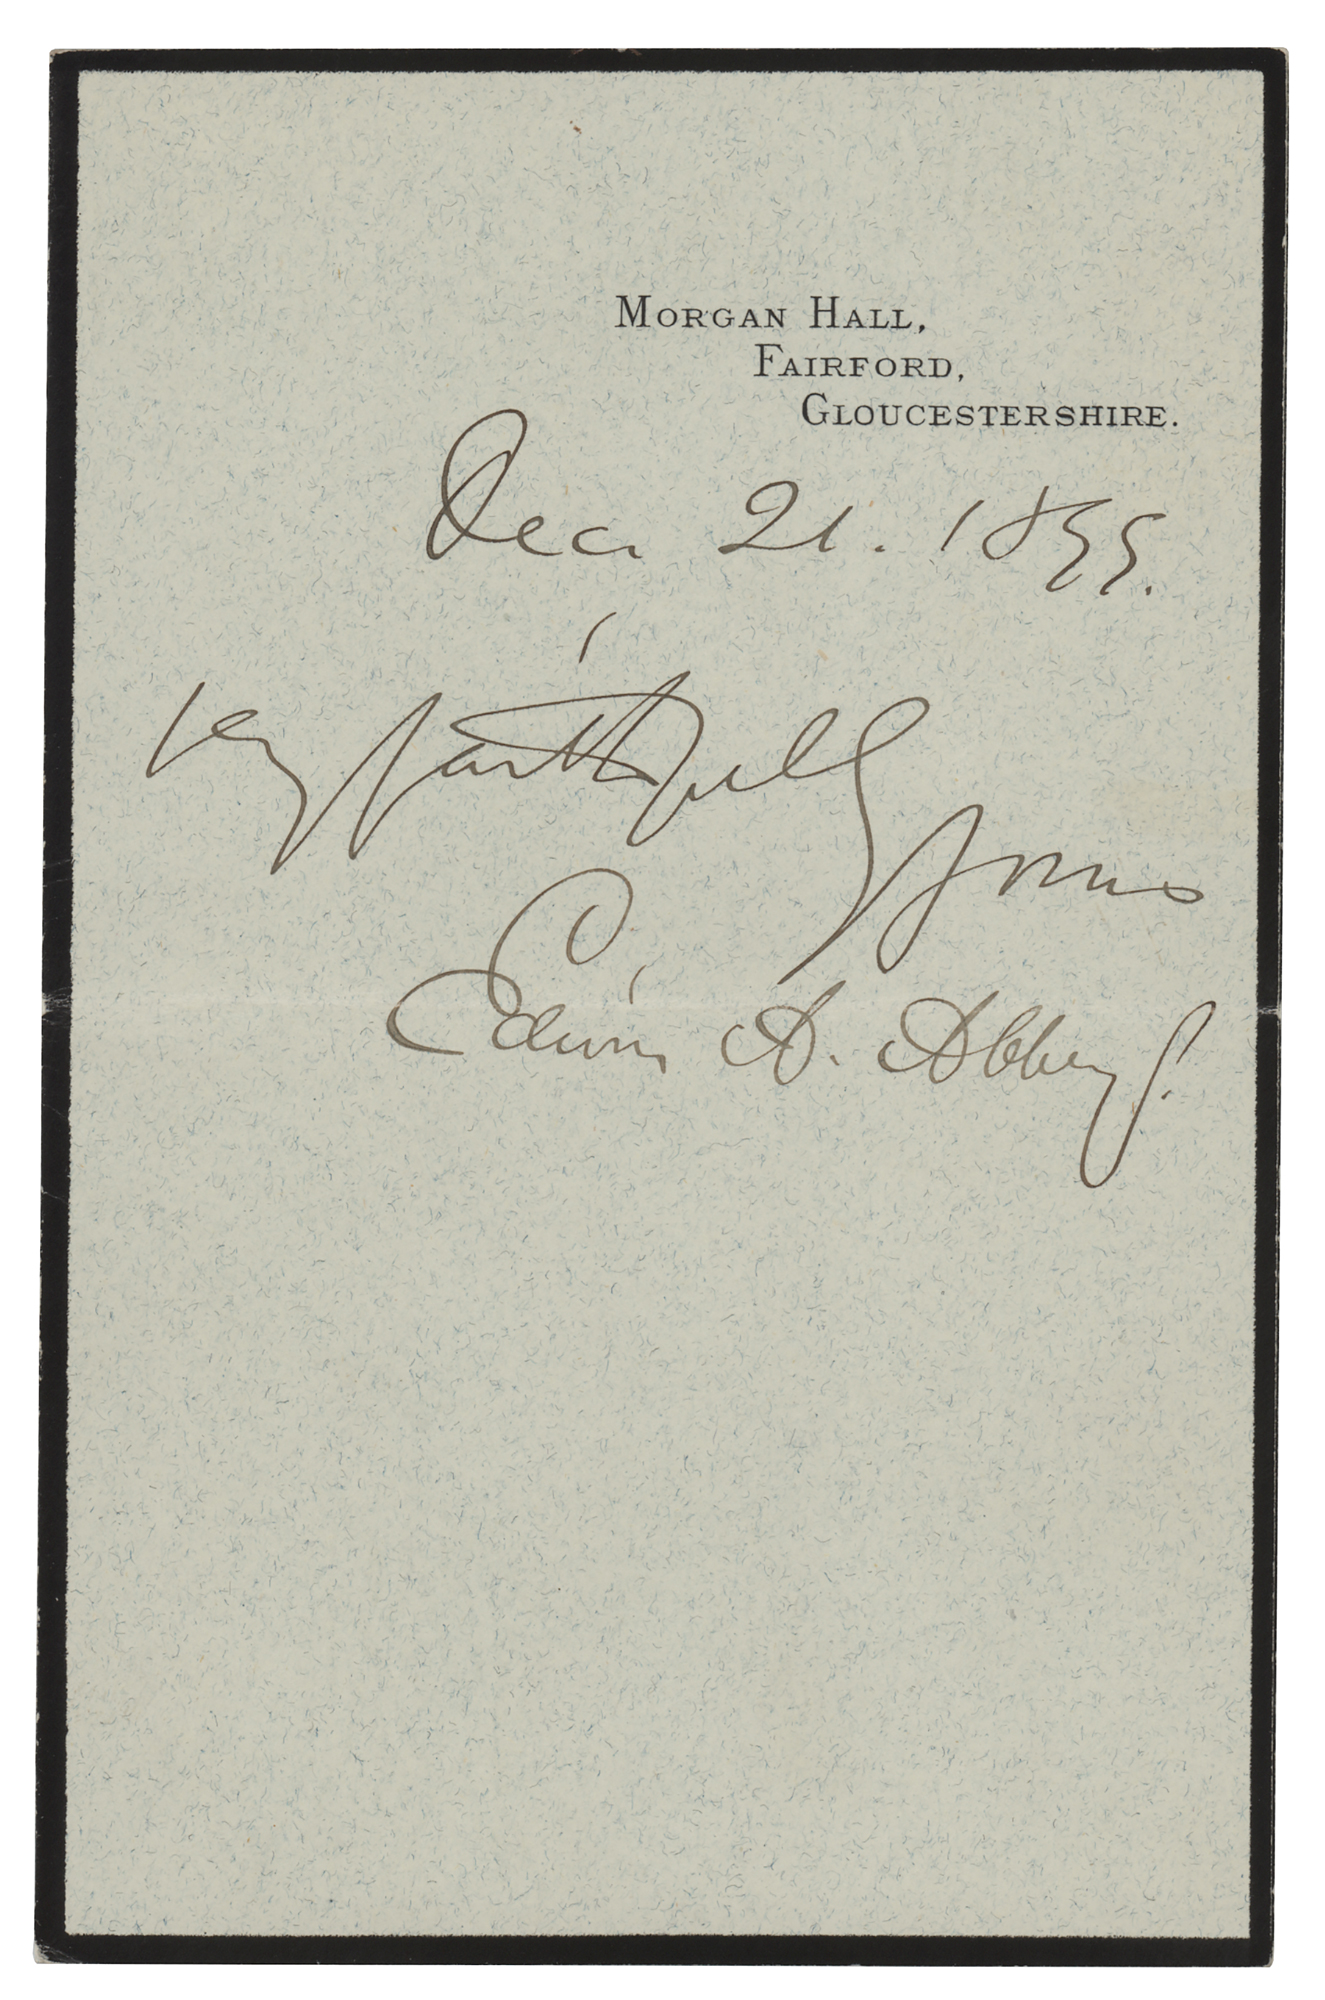 MORGAN HALL,
FAIRFORD,
GLOUCESTERSHIRE.
Dec 21. 1899.
Very faithfully yours
Edwin A. Abbey.